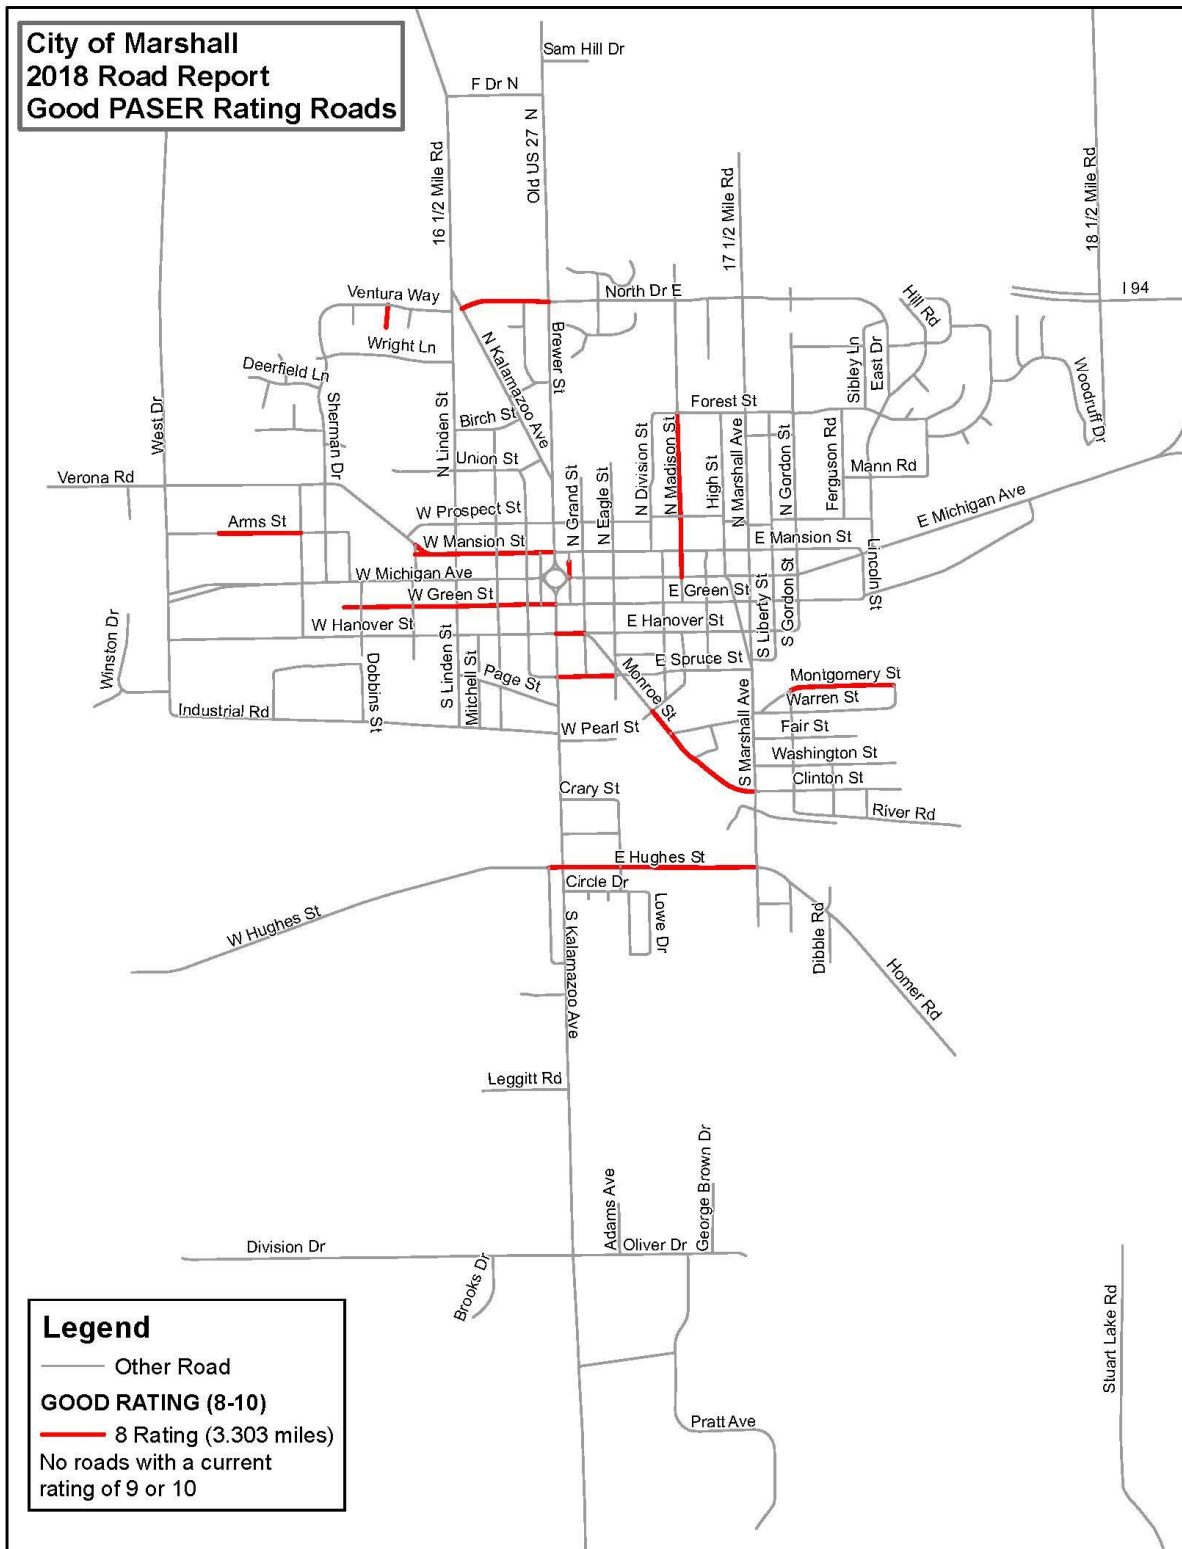 City of Marshall
2018 Road Report
Good PASER Rating Roads
Sam Hill Dr
F Dr N
Old US 27 N
16 1/2 Mile Rd
17 1/2 Mile Rd
18 1/2 Mile Rd
I 94
Ventura Way
North Dr E
Hill Rd
Wright Ln
Deerfield Ln
N Kalamazoo Ave
Brewer St
Sibley Ln
East Dr
Woodruff Dr
West Dr
Sherman Dr
N Linden St
Birch St
Union St
Forest St
N Division St
N Madison St
High St
N Marshall Ave
N Gordon St
Ferguson Rd
Mann Rd
Verona Rd
N Grand St
N Eagle St
W Prospect St
Arms St
W Mansion St
E Mansion St
E Michigan Ave
W Michigan Ave
W Green St
E Green St
Lincoln St
S Liberty St
S Gordon St
W Hanover St
E Hanover St
Winston Dr
Dobbins St
S Linden St
Mitchell St
Page St
Monroe St
E Spruce St
Montgomery St
Warren St
Industrial Rd
W Pearl St
S Marshall Ave
Fair St
Washington St
Clinton St
Crary St
River Rd
E Hughes St
Circle Dr
Lowe Dr
W Hughes St
S Kalamazoo Ave
Dibble Rd
Homer Rd
Leggitt Rd
Adams Ave
George Brown Dr
Division Dr
Oliver Dr
Brooks Dr
Stuart Lake Rd
Pratt Ave
Legend
Other Road
GOOD RATING (8-10)
8 Rating (3.303 miles)
No roads with a current
rating of 9 or 10